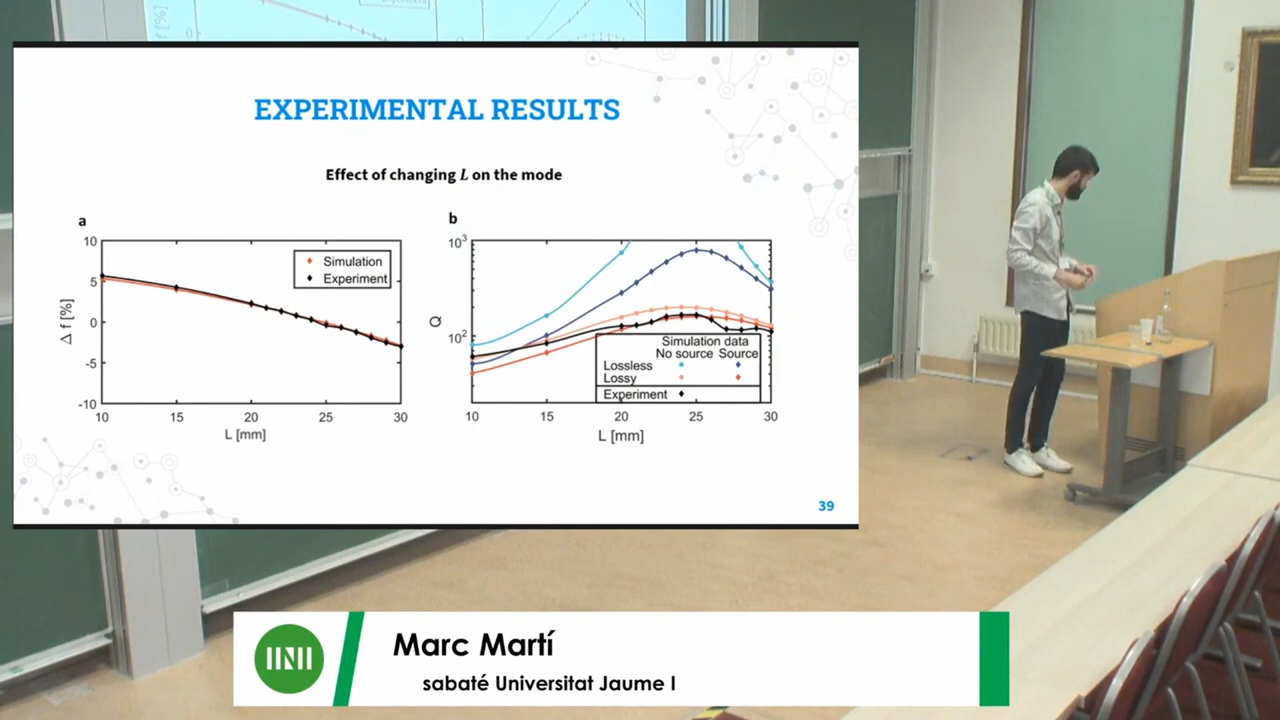 f [%]
EXPERIMENTAL RESULTS
Effect of changing L on the mode
a
10
5
0
-5
-10
Δ f [%]
Simulation
Experiment
10 15 20 25 30
L [mm]
b
10³
10²
Q
Simulation data
No source Source
Lossless
Lossy
Experiment
10 15 20 25 30
L [mm]
39
Marc Martí
sabaté Universitat Jaume I